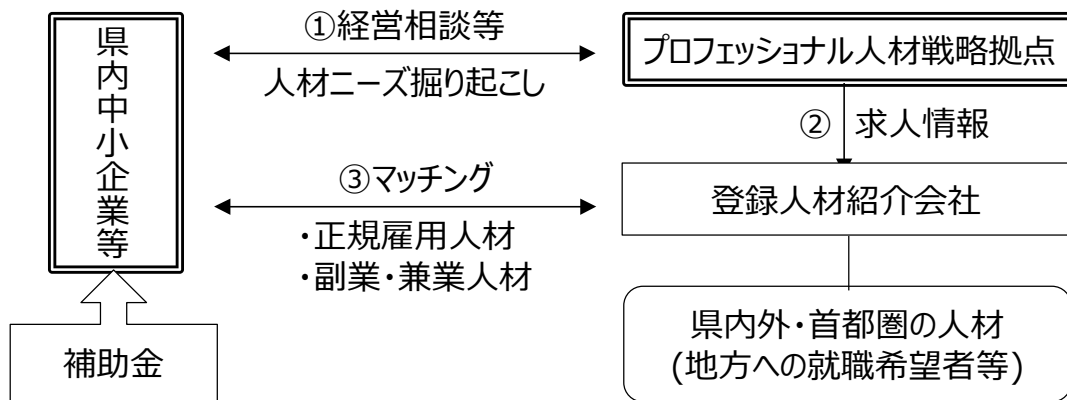 県内中小企業等
①経営相談等
人材ニーズ掘り起こし
プロフェッショナル人材戦略拠点
② 求人情報
③マッチング
・正規雇用人材
・副業・兼業人材
登録人材紹介会社
補助金
県内外・首都圏の人材
(地方への就職希望者等)